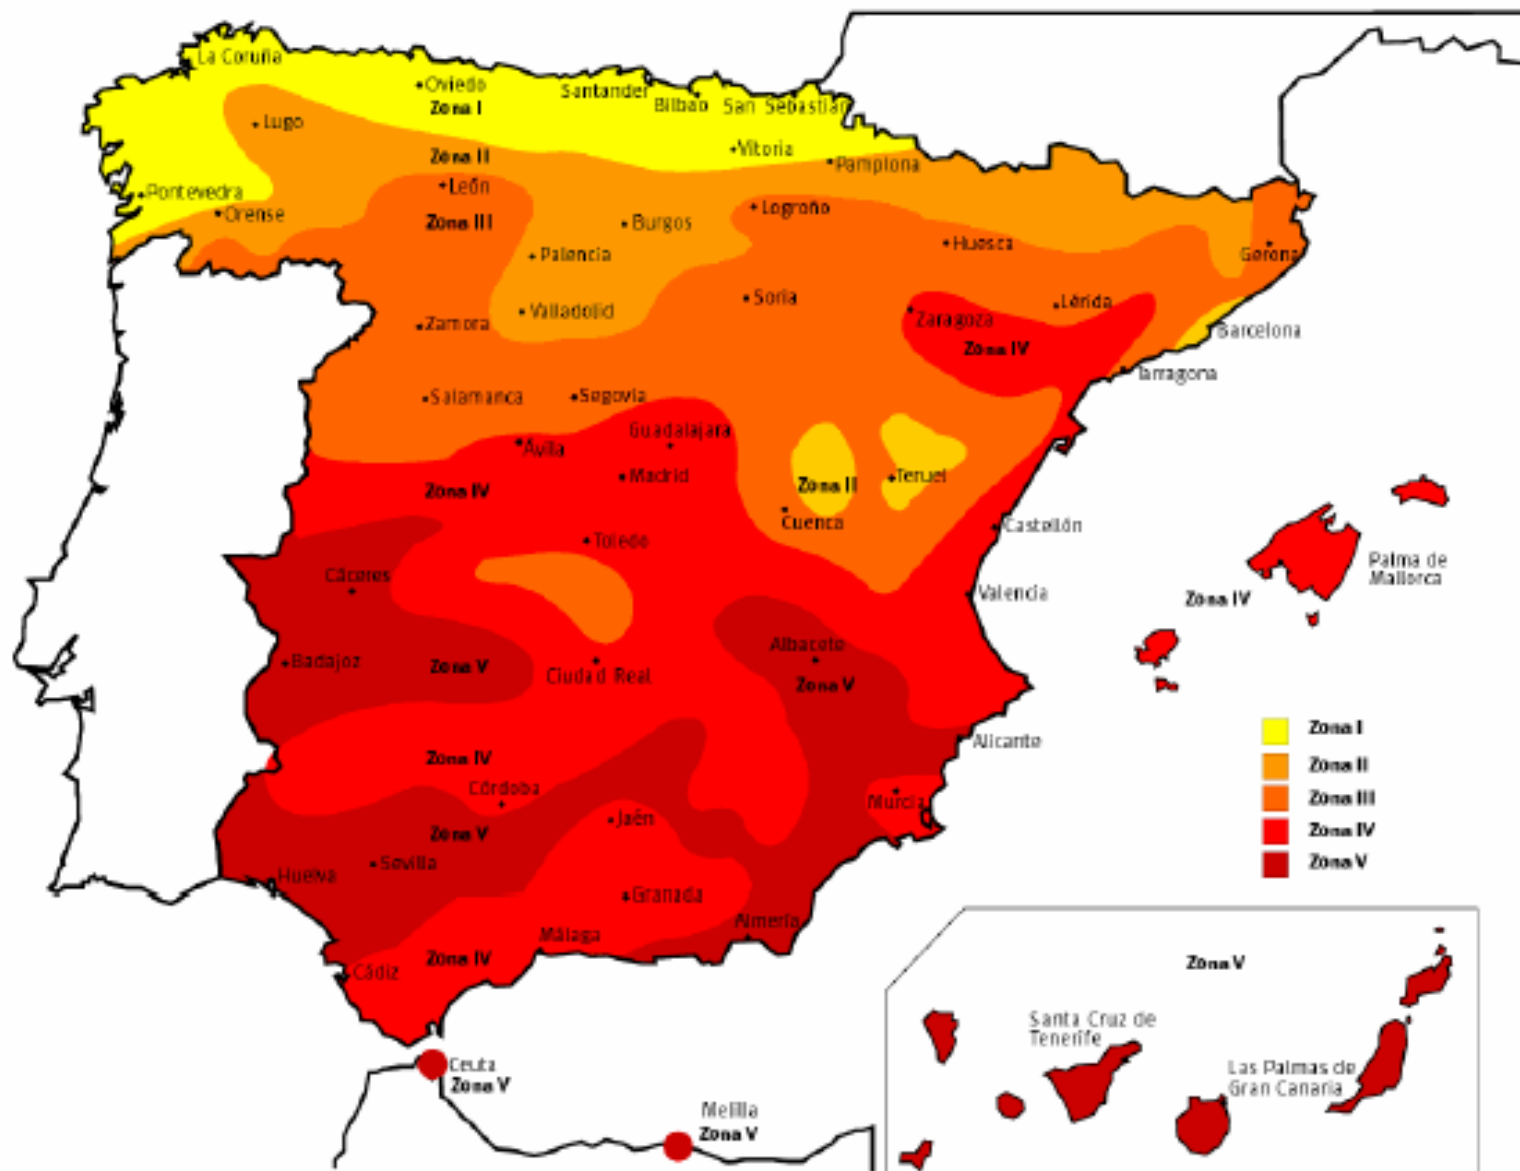 La Coruña
Oviedo
Santander
Bilbao
San Sebastián
Zona I
Lugo
Vitoria
Zona II
Pamplona
León
Pontevedra
Orense
Zona III
Burgos
Logroño
Palencia
Huesca
Gerona
Soria
Lérida
Valladolid
Zamora
Zaragoza
Barcelona
Zona IV
Tarragona
Salamanca
Segovia
Guadalajara
Avila
Madrid
Teruel
Zona II
Zona IV
Cuenca
Castellón
Toledo
Palma de
Mallorca
Cáceres
Valencia
Zona IV
Albacete
Badajoz
Zona V
Ciudad Real
Zona V
Zona I
Alicante
Zona IV
Zona II
Córdoba
Zona III
Murcia
Jaén
Zona V
Zona IV
Sevilla
Zona V
Huelva
Granada
Almería
Málaga
Zona IV
Cádiz
Zona V
Santa Cruz de
Tenerife
Ceuta
Zona V
Las Palmas de
Gran Canaria
Melilla
Zona V